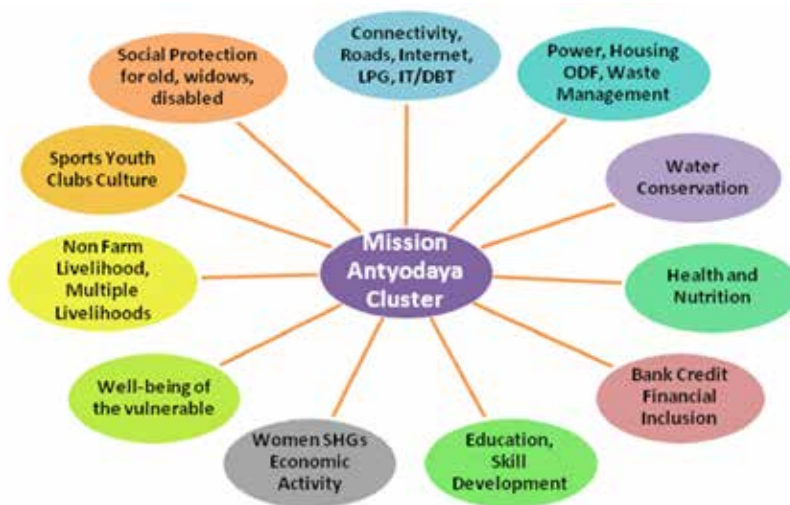 Connectivity,
Roads, Internet,
LPG, IT/DBT
Power, Housing
ODF, Waste
Management
Water
Conservation
Health and
Nutrition
Bank Credit
Financial
Inclusion
Education,
Skill
Development
Women SHGs
Economic
Activity
Well-being of
the vulnerable
Non Farm
Livelihood,
Multiple
Livelihoods
Sports Youth
Clubs Culture
Social Protection
for old, widows,
disabled
Mission
Antyodaya
Cluster